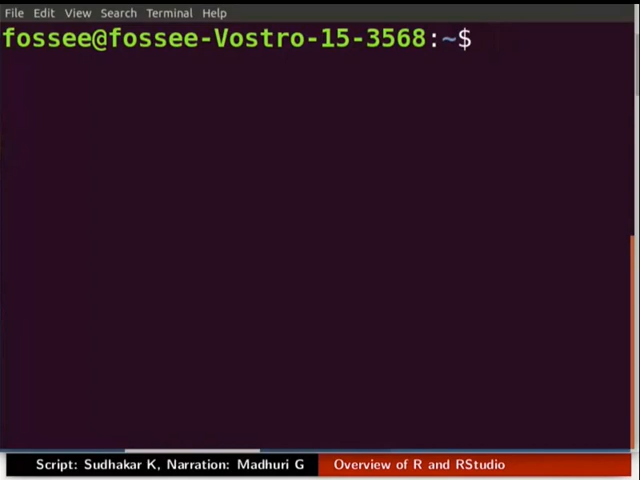 File Edit View Search Terminal Help
fossee@fossee-Vostro-15-3568:~$
Script: Sudhakar K, Narration: Madhuri G Overview of R and RStudio